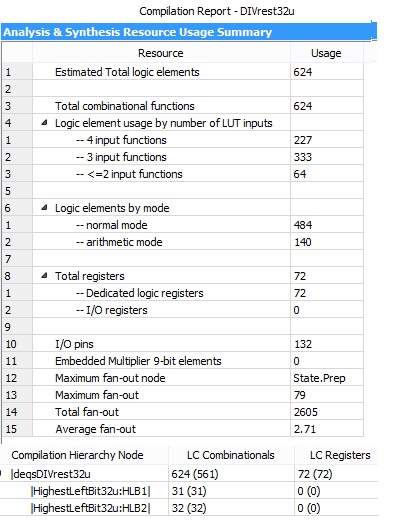 Compilation Report - DIVrest32u
Analysis & Synthesis Resource Usage Summary
Resource Usage
1 Estimated Total logic elements 624
2
3 Total combinational functions 624
4 Logic element usage by number of LUT inputs
1 -- 4 input functions 227
2 -- 3 input functions 333
3 -- <=2 input functions 64
5
6 Logic elements by mode
1 -- normal mode 484
2 -- arithmetic mode 140
7
8 Total registers 72
1 -- Dedicated logic registers 72
2 -- I/O registers 0
9
10 I/O pins 132
11 Embedded Multiplier 9-bit elements 0
12 Maximum fan-out node State.Prep
13 Maximum fan-out 79
14 Total fan-out 2605
15 Average fan-out 2.71
Compilation Hierarchy Node LC Combinationals LC Registers
|deqsDIVrest32u 624 (561) 72 (72)
|HighestLeftBit32u:HLB1| 31 (31) 0 (0)
|HighestLeftBit32u:HLB2| 32 (32) 0 (0)